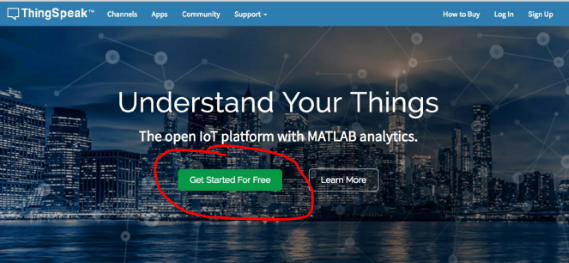 ThingSpeak™ Channels Apps Community Support How to Buy Log In Sign Up
Understand Your Things
The open IoT platform with MATLAB analytics.
Get Started For Free Learn More